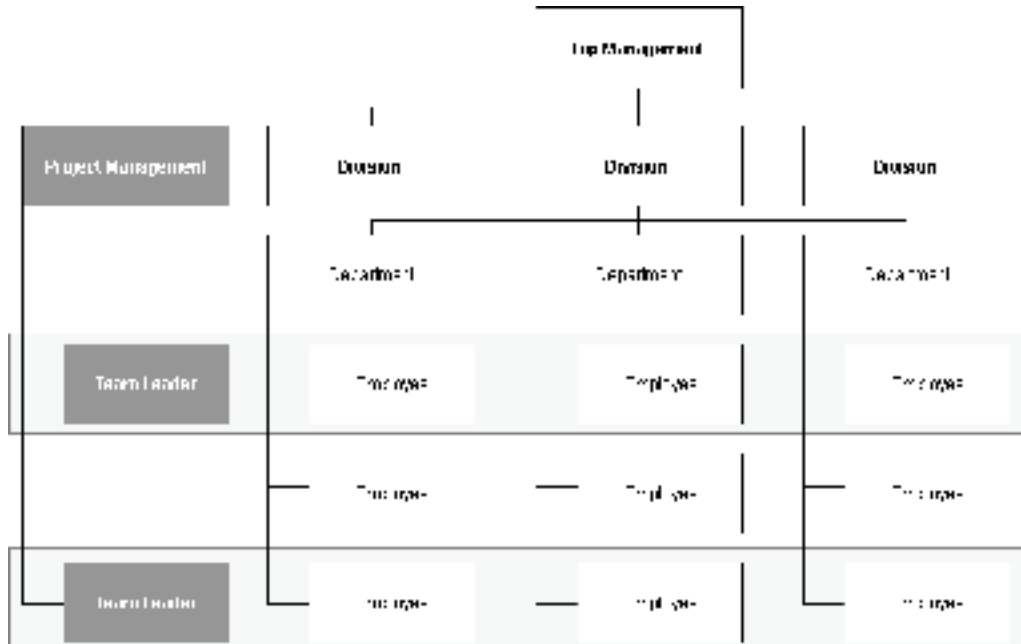 Top Management
Project Management
Division
Division
Division
Department
Department
Department
Team Leader
Employee
Employee
Employee
Employee
Employee
Employee
Team Leader
Employee
Employee
Employee